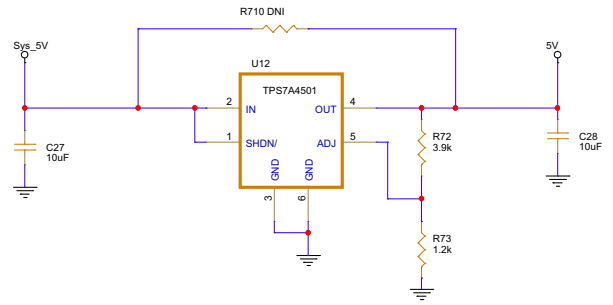 R710 DNI
Sys_5V
5V
U12
TPS7A4501
2
IN
OUT
4
1
SHDN/
ADJ
5
GND
GND
3
6
C27
10uF
R72
3.9k
C28
10uF
R73
1.2k